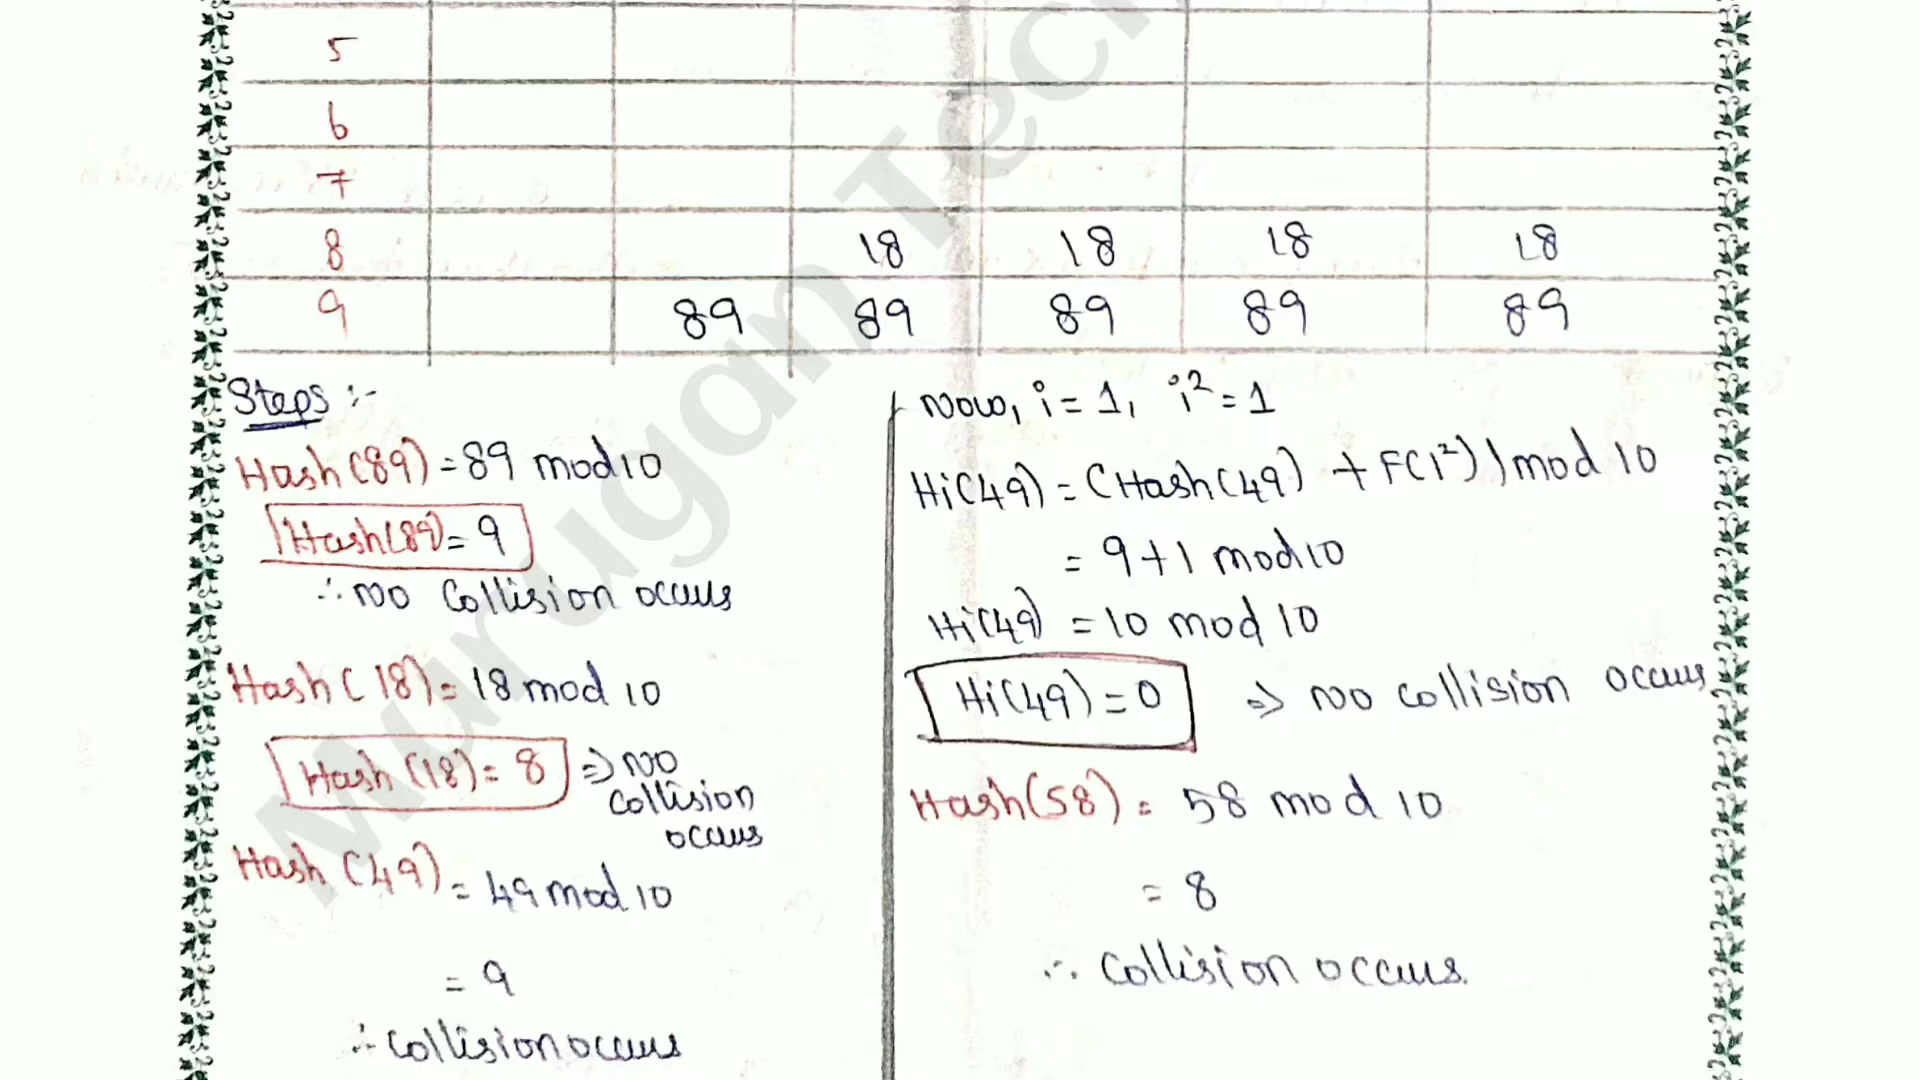 5
6
7
8 18 18 18 18
9 89 89 89 89 89
Steps :-
Hash(89) = 89 mod 10
Hash(89) = 9
∴ No Collision occurs
Hash(18) = 18 mod 10
Hash(18) = 8 => No
Collision
occurs
Hash(49) = 49 mod 10
= 9
∴ Collision occurs
Now, i = 1, i² = 1
Hi(49) = (Hash(49) + F(1²)) mod 10
= 9+1 mod 10
Hi(49) = 10 mod 10
Hi(49) = 0 => No Collision occurs
Hash(58) = 58 mod 10
= 8
∴ Collision occurs.
Murugan Tech